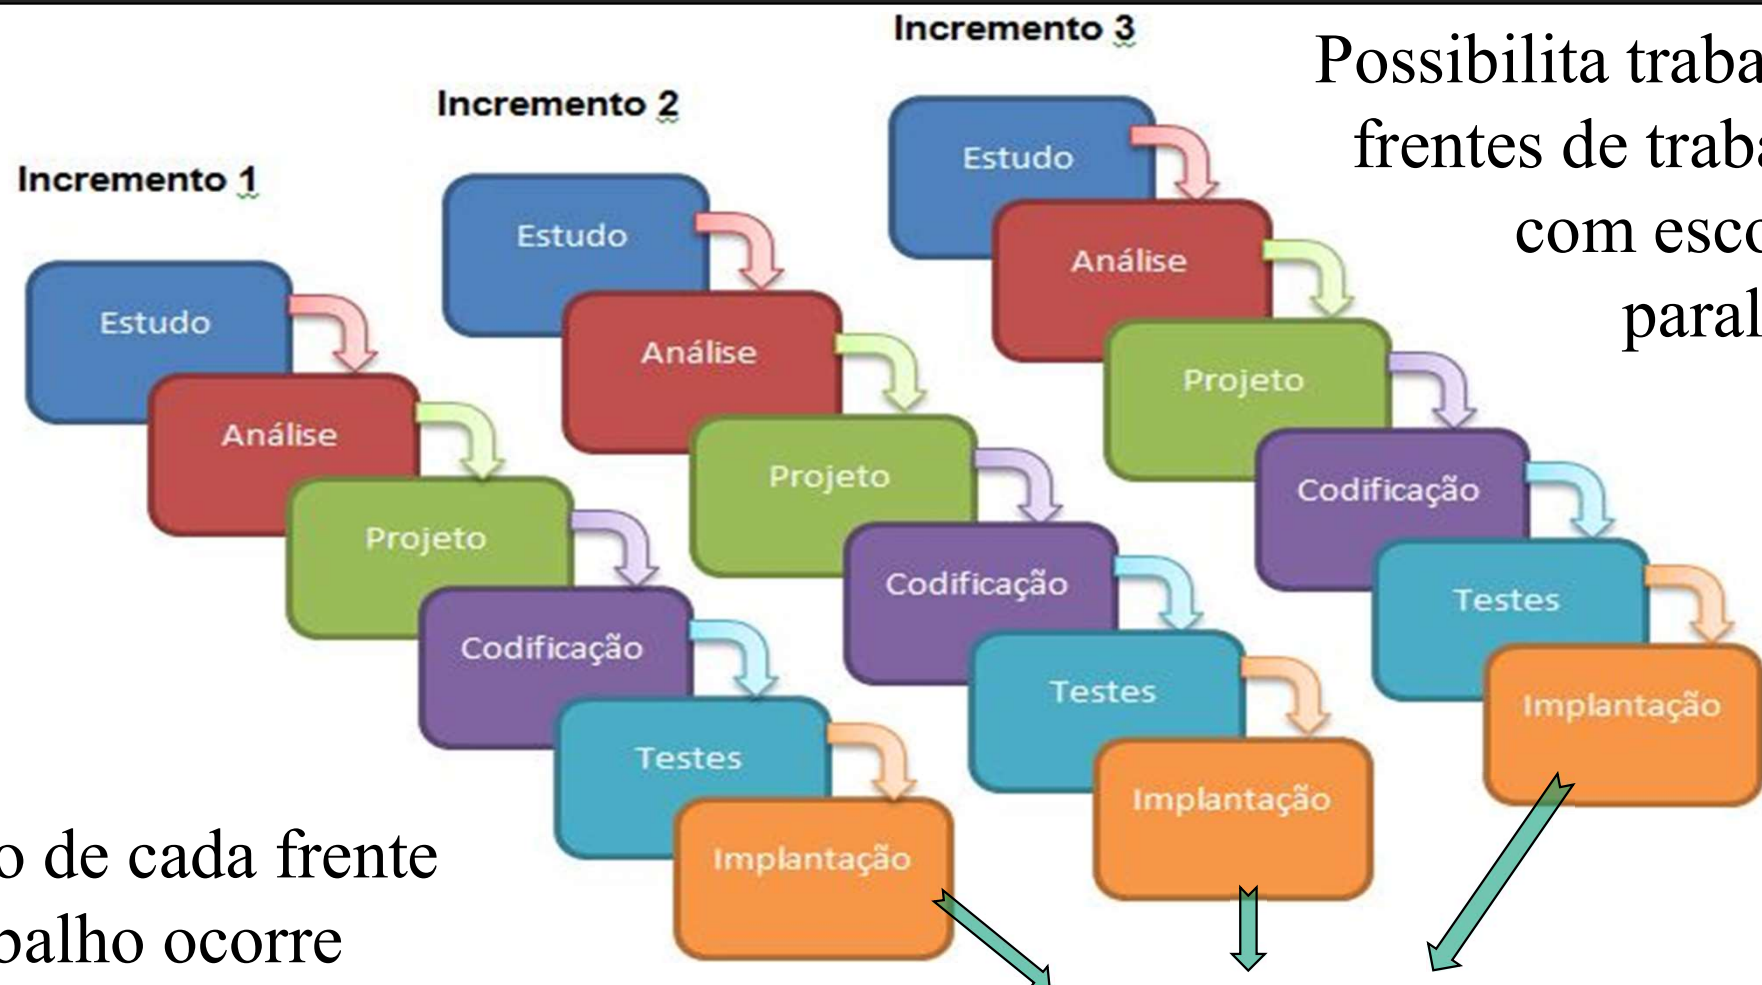 Incremento 1
Estudo
Análise
Projeto
Codificação
Testes
Implantação
Incremento 2
Estudo
Análise
Projeto
Codificação
Testes
Implantação
Incremento 3
Estudo
Análise
Projeto
Codificação
Testes
Implantação
Possibilita traba
frentes de traba
com esco
paral
o de cada frente
balho ocorre